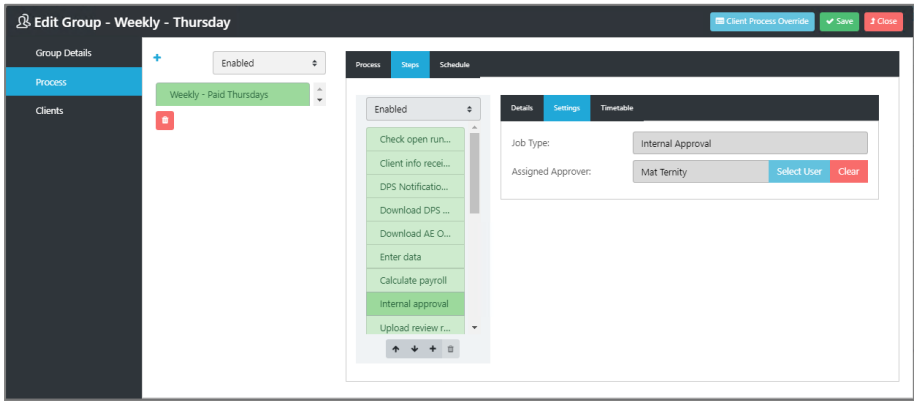 Edit Group - Weekly - Thursday
Client Process Override
Save
Close
Group Details
Process
Clients
Enabled
Weekly - Paid Thursdays
Process
Steps
Schedule
Enabled
Check open run...
Client info recei...
DPS Notificatio...
Download DPS ...
Download AE O...
Enter data
Calculate payroll
Internal approval
Upload review r...
Details
Settings
Timetable
Job Type:
Internal Approval
Assigned Approver:
Mat Ternity
Select User
Clear